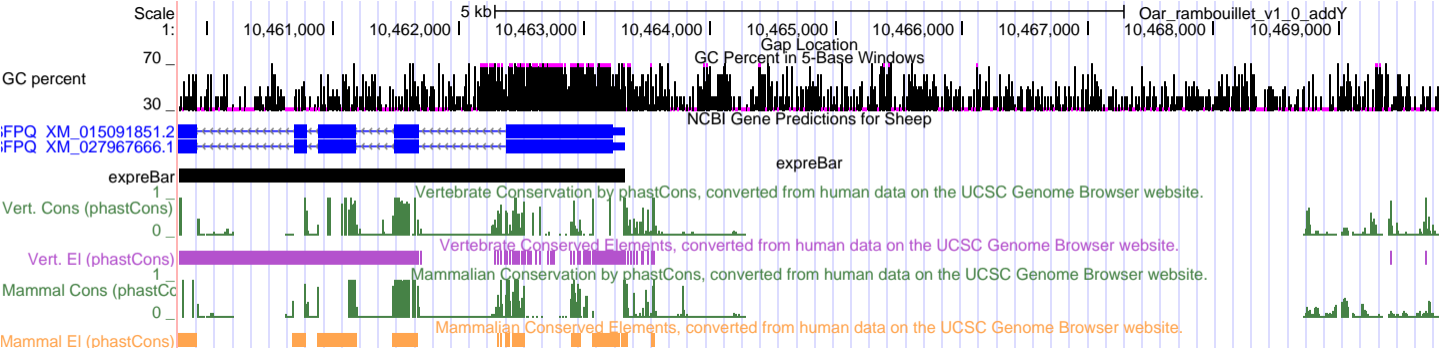 Scale 5 kb Oar_rambouillet_v1_0_addY
1: 10,461,000 10,462,000 10,463,000 10,464,000 10,465,000 10,466,000 10,467,000 10,468,000 10,469,000
Gap Location
GC Percent in 5-Base Windows
70
GC percent
30
NCBI Gene Predictions for Sheep
SFPQ XM_015091851.2
SFPQ XM_027967666.1
expreBar
expreBar
Vertebrate Conservation by phastCons, converted from human data on the UCSC Genome Browser website.
1
Vert. Cons (phastCons)
0
Vertebrate Conserved Elements, converted from human data on the UCSC Genome Browser website.
Vert. El (phastCons)
Mammalian Conservation by phastCons, converted from human data on the UCSC Genome Browser website.
1
Mammal Cons (phastCo
0
Mammalian Conserved Elements, converted from human data on the UCSC Genome Browser website.
Mammal El (phastCons)